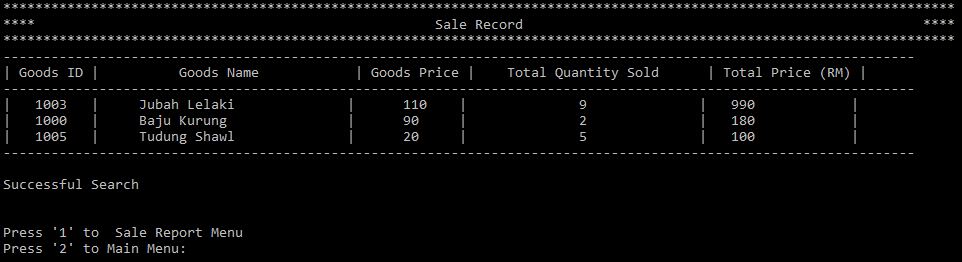 ************************************************************************************************************************
****                                                  Sale Record                                                  ****
************************************************************************************************************************
------------------------------------------------------------------------------------------------------------------
| Goods ID |          Goods Name            | Goods Price |     Total Quantity Sold      | Total Price (RM) |
------------------------------------------------------------------------------------------------------------------
|   1003   |     Jubah Lelaki              |      110    |              9              |  990            |
|   1000   |     Baju Kurung               |      90     |              2              |  180            |
|   1005   |     Tudung Shawl              |      20     |              5              |  100            |
------------------------------------------------------------------------------------------------------------------
Successful Search
Press '1' to  Sale Report Menu
Press '2' to Main Menu: